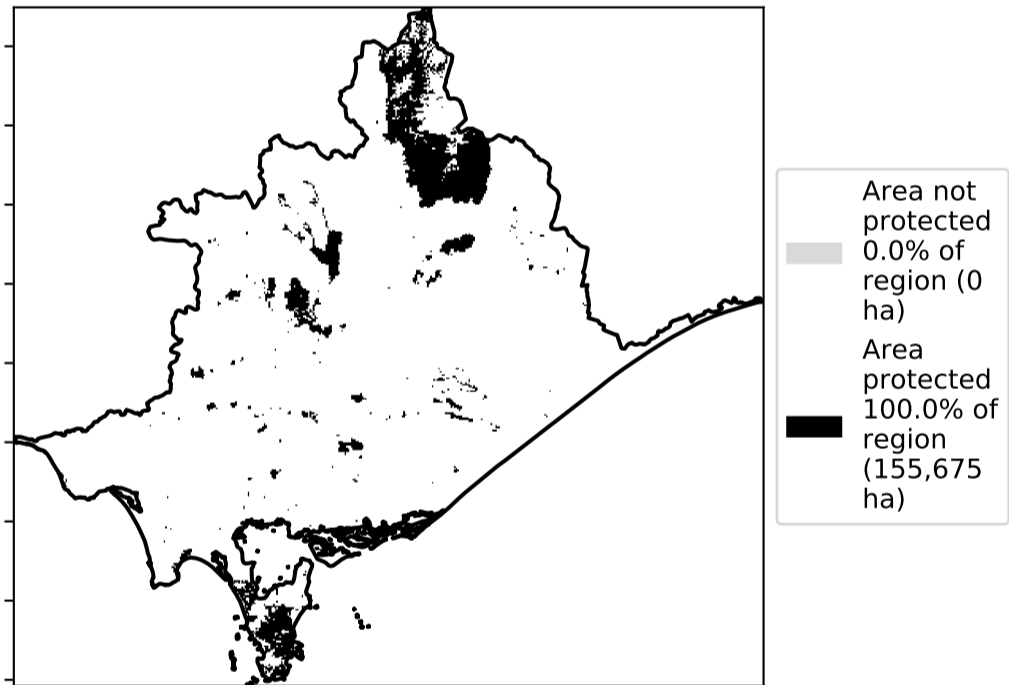 Area not
protected
0.0% of
region (0
ha)
Area
protected
100.0% of
region
(155,675
ha)